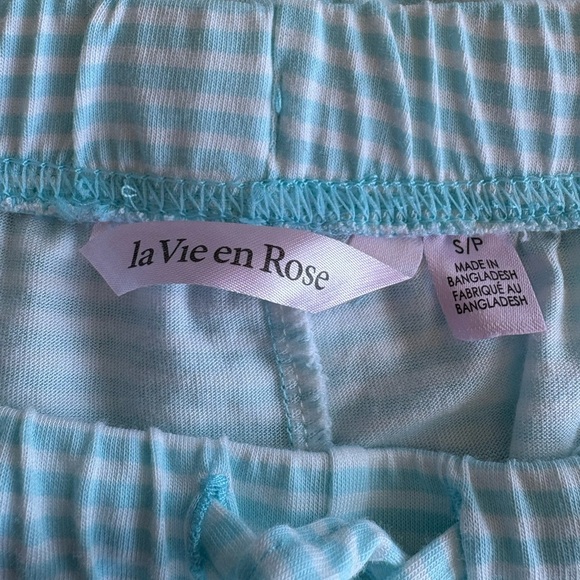 la Vie en Rose
S/P
MADE IN
BANGLADESH
FABRIQUÉ AU
BANGLADESH